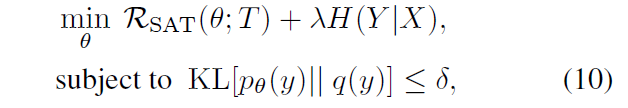 min_θ R_SAT(θ; T) + λH(Y|X),
subject to KL[p_θ(y)|| q(y)] ≤ δ, (10)